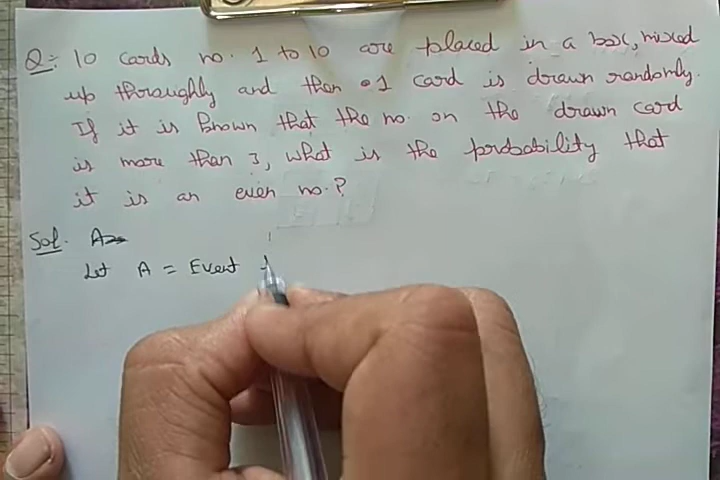 Q:- 10 cards no. 1 to 10 are placed in a box, mixed
up thoroughly and then 1 card is drawn randomly.
If it is known that the no. on the drawn card
is more than 3, what is the probability that
it is an even no.?
Sol. A
Let A = Event